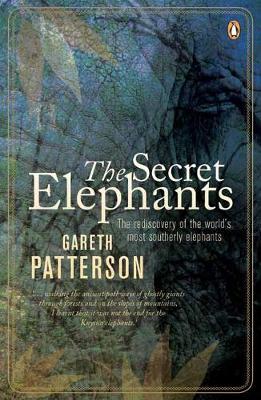 The Secret
Elephants
The rediscovery of the world's
most southerly elephants
GARETH
PATTERSON
'... walking the ancient pathways of ghostly giants
through forests and on the slopes of mountains,
I learnt that it was not the end for the
Knysna elephants.'